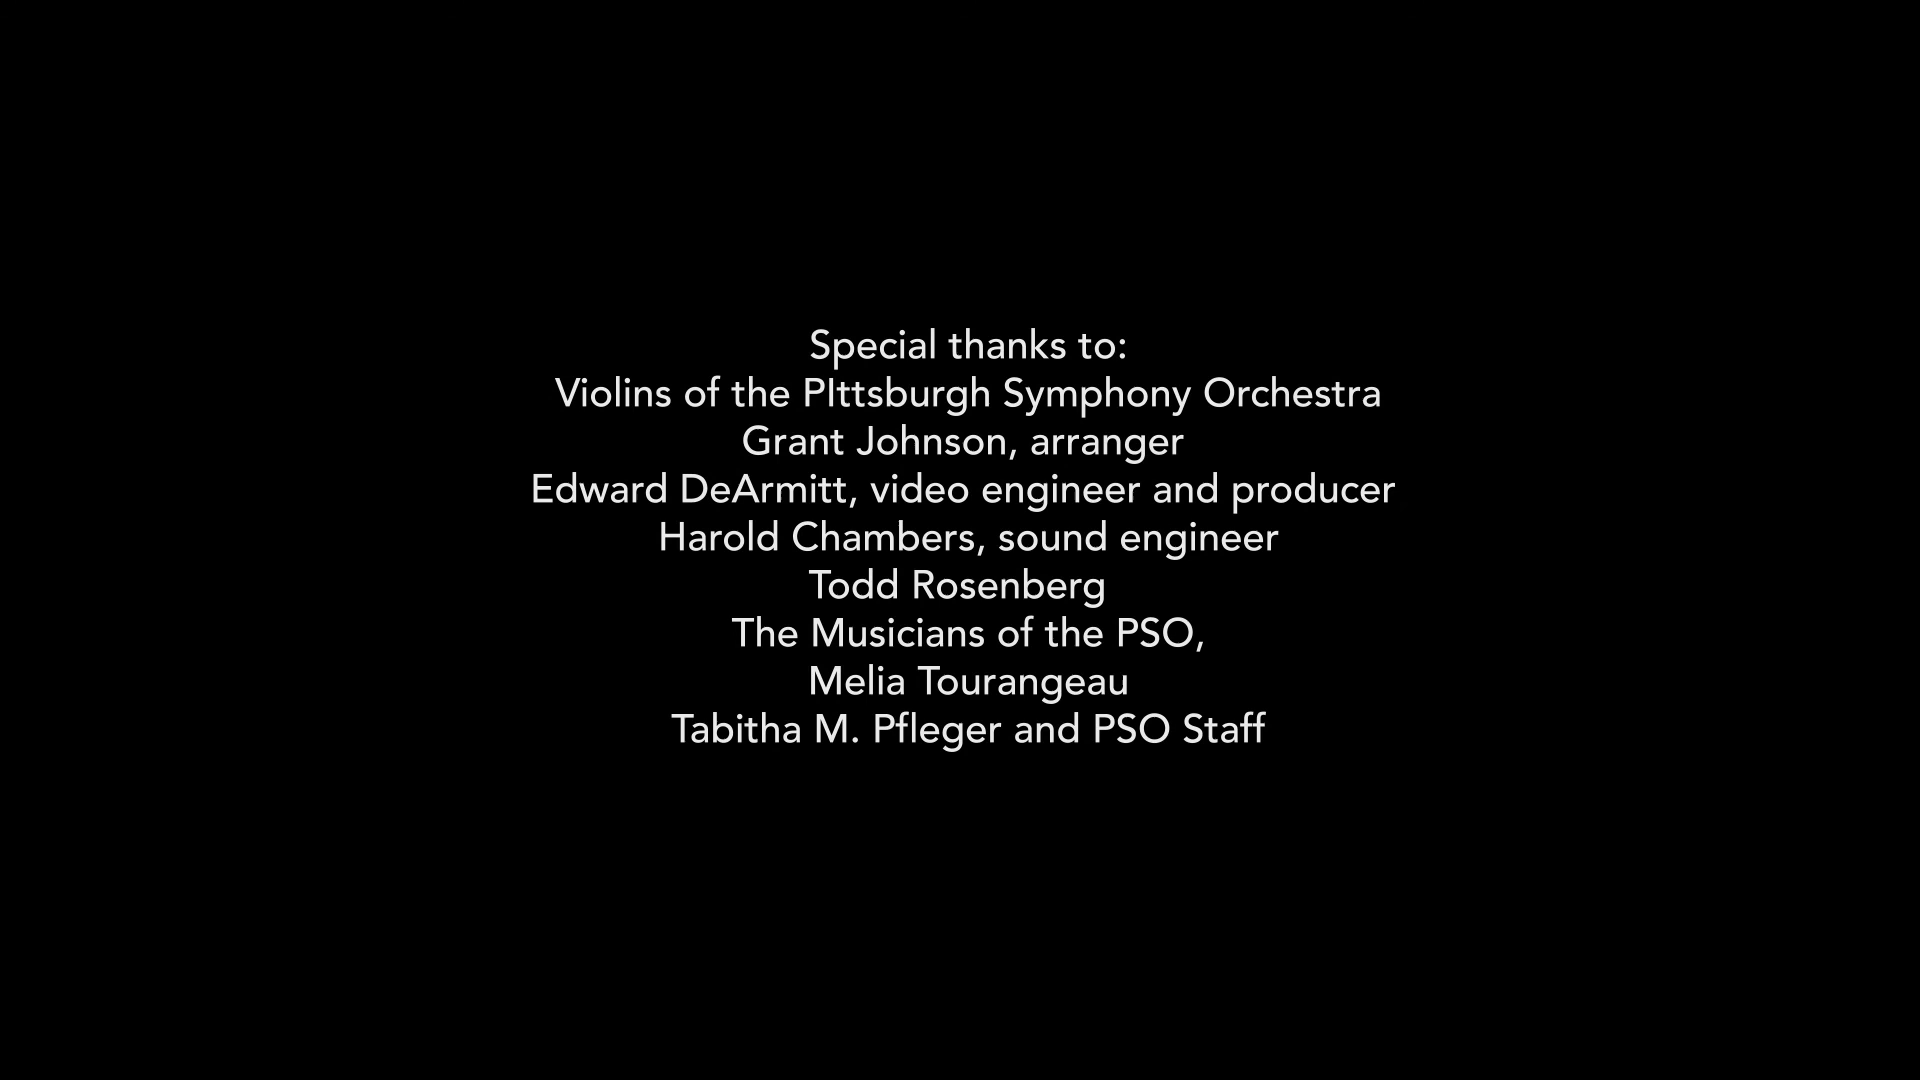 Special thanks to:
Violins of the PIttsburgh Symphony Orchestra
Grant Johnson, arranger
Edward DeArmitt, video engineer and producer
Harold Chambers, sound engineer
Todd Rosenberg
The Musicians of the PSO,
Melia Tourangeau
Tabitha M. Pfleger and PSO Staff